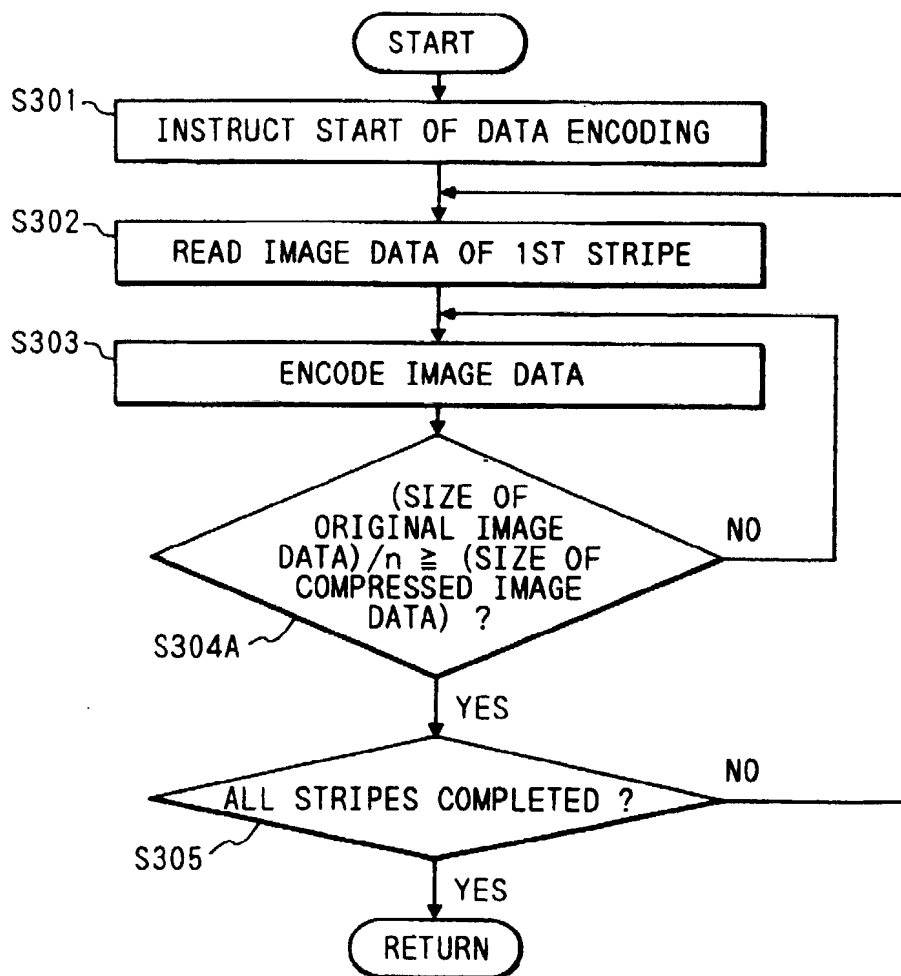 START
S301
INSTRUCT START OF DATA ENCODING
S302
READ IMAGE DATA OF 1ST STRIPE
S303
ENCODE IMAGE DATA
(SIZE OF
ORIGINAL IMAGE
DATA)/n ≧ (SIZE OF
COMPRESSED IMAGE
DATA) ?
NO
S304A
YES
ALL STRIPES COMPLETED ?
NO
S305
YES
RETURN